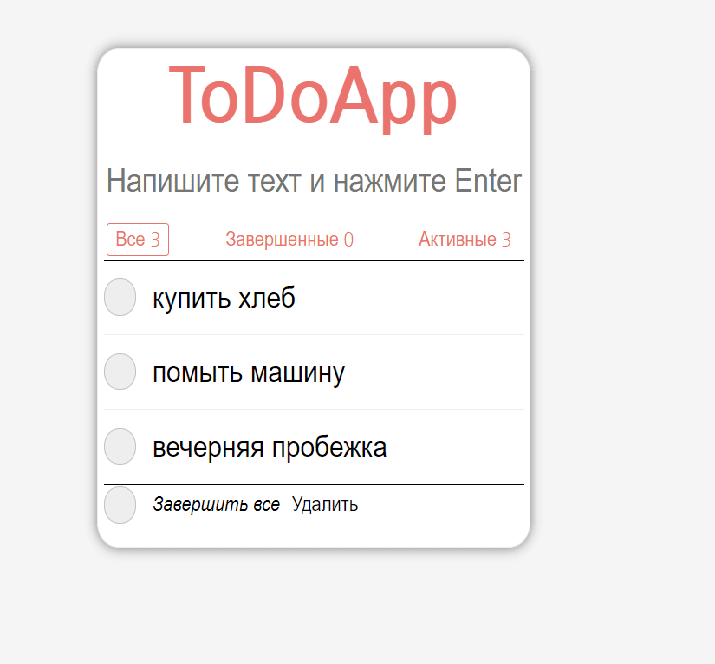 ToDoApp
Напишите текст и нажмите Enter
Все 3 Завершенные 0 Активные 3
купить хлеб
помыть машину
вечерняя пробежка
Завершить все Удалить